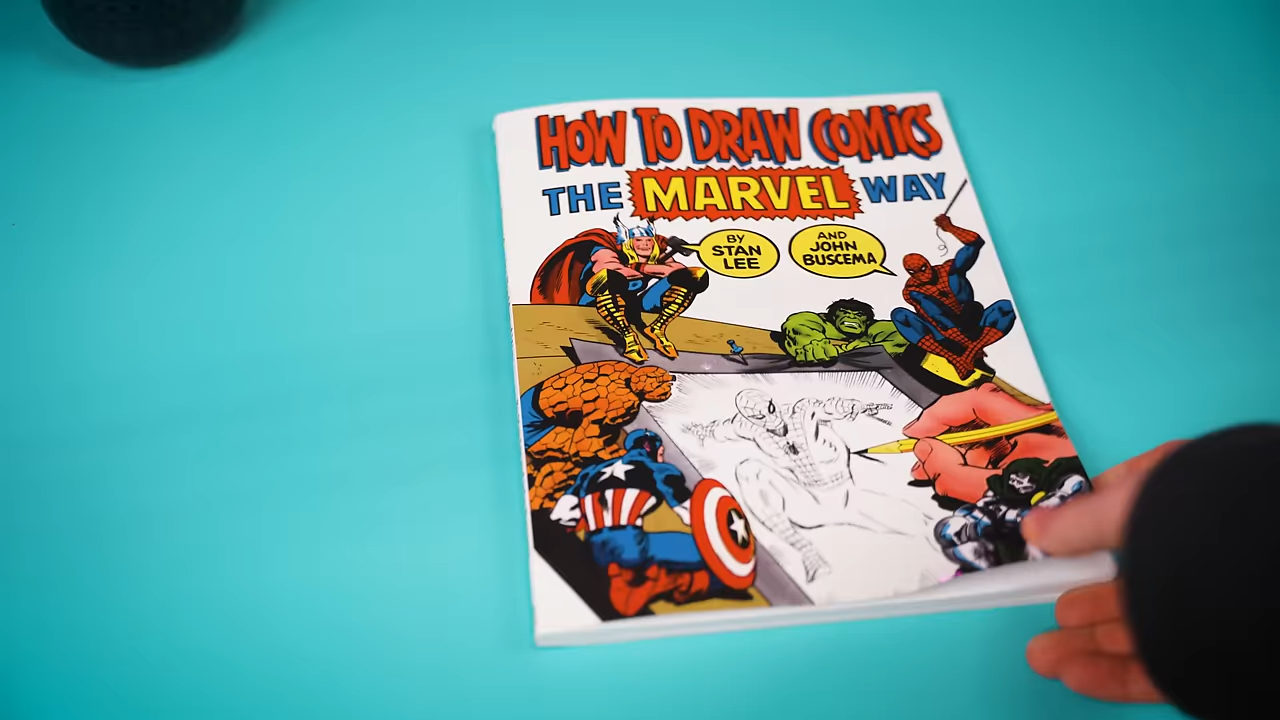 HOW TO DRAW COMICS
THE MARVEL WAY
BY
STAN
LEE
AND
JOHN
BUSCEMA